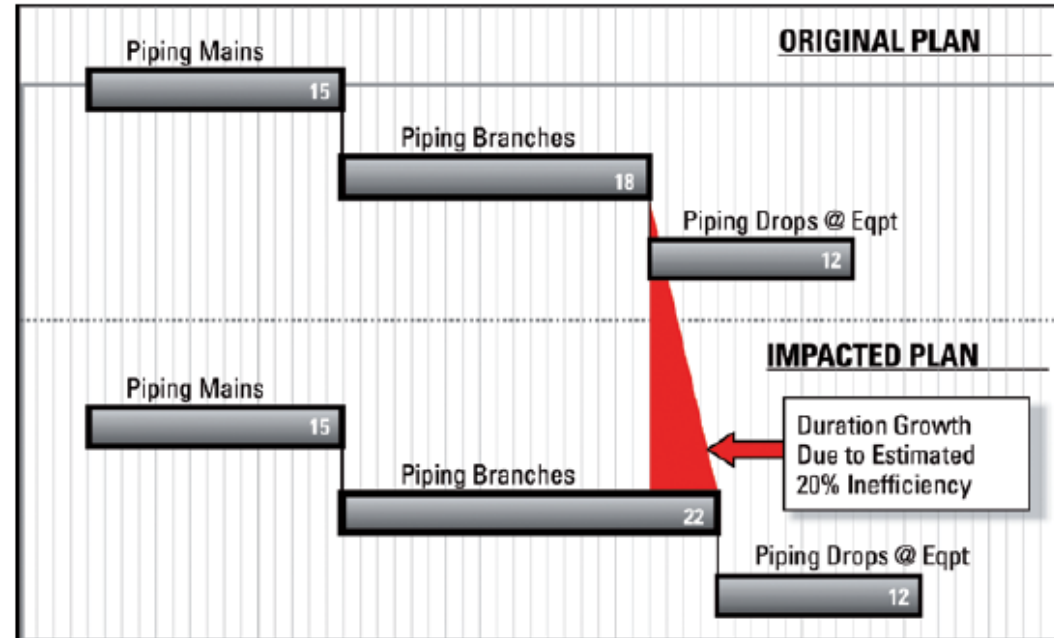 ORIGINAL PLAN
Piping Mains
15
Piping Branches
18
Piping Drops @ Eqpt
12
IMPACTED PLAN
Piping Mains
15
Duration Growth
Due to Estimated
20% Inefficiency
Piping Branches
22
Piping Drops @ Eqpt
12